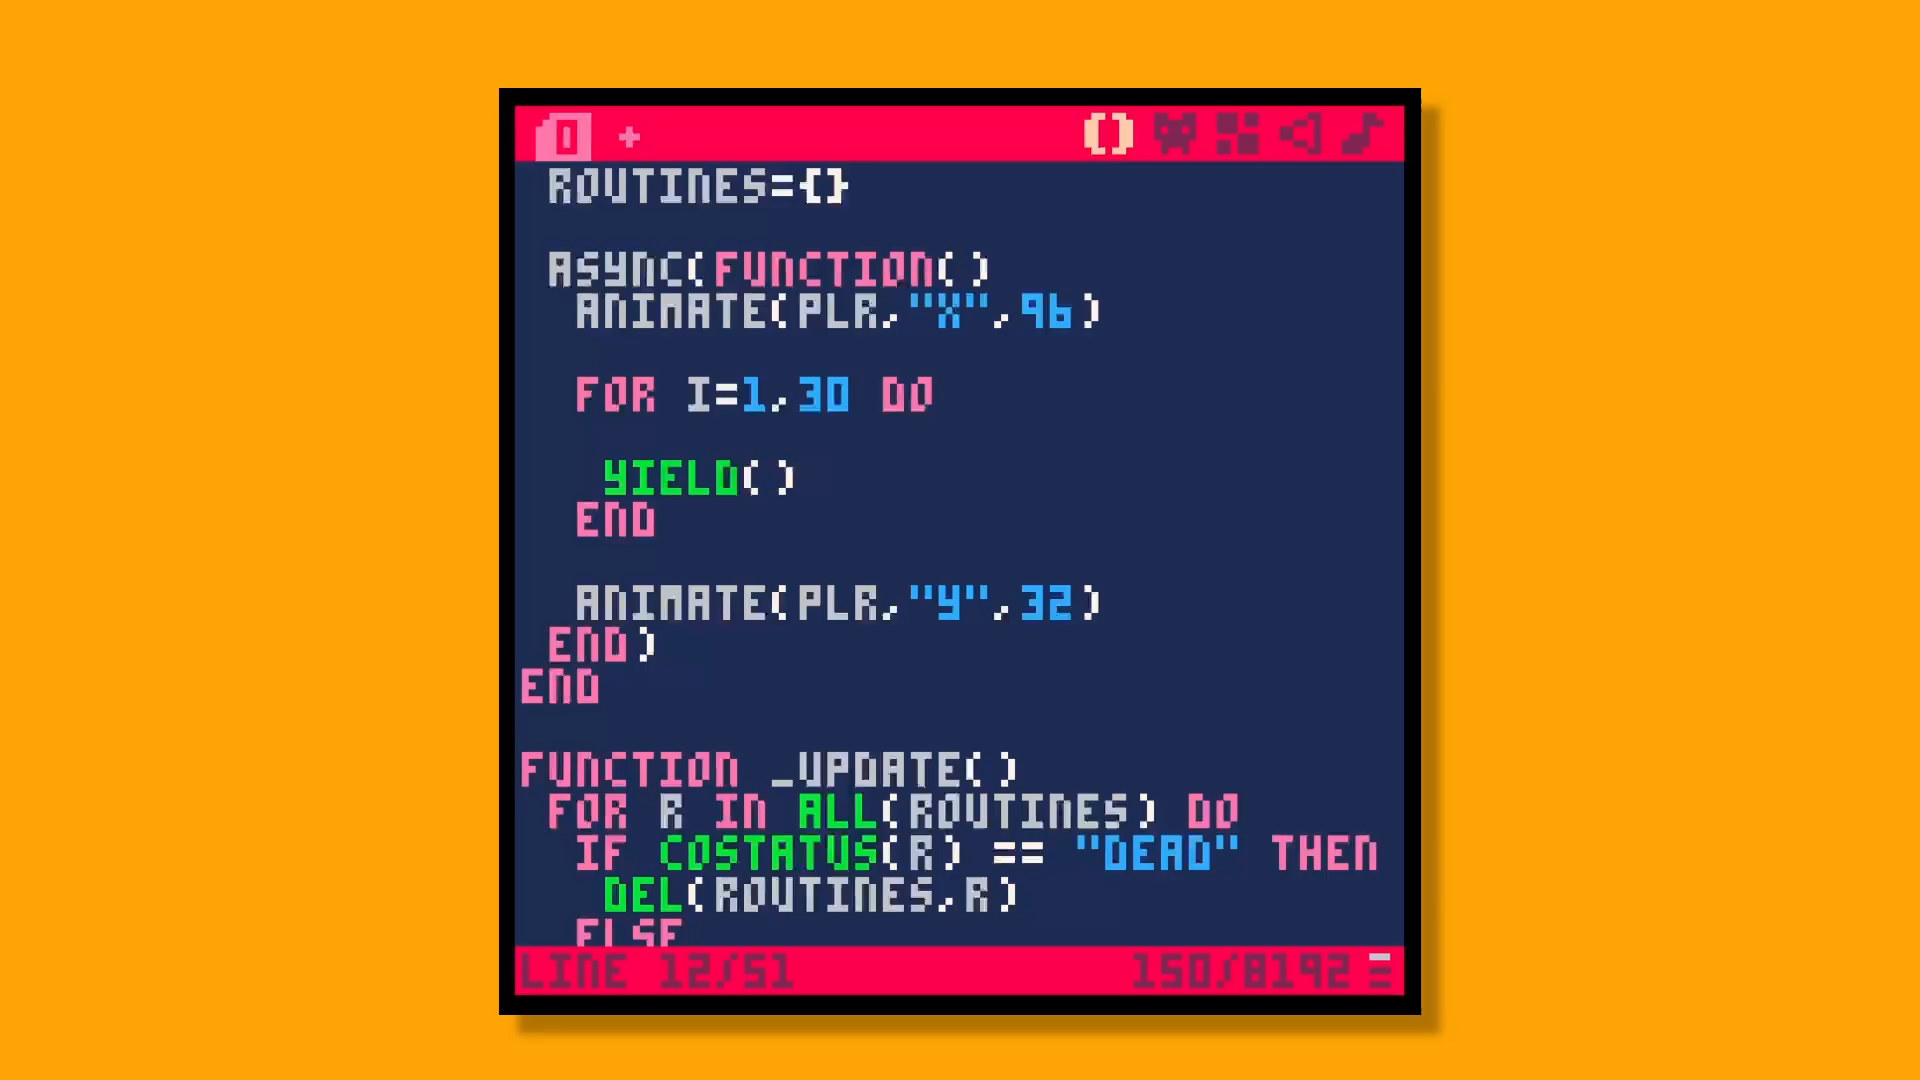 0 +
ROUTINES={}
ASYNC(FUNCTION()
ANIMATE(PLR,"X",96)
FOR I=1,30 DO
YIELD()
END
ANIMATE(PLR,"Y",32)
END)
END
FUNCTION _UPDATE()
FOR R IN ALL(ROUTINES) DO
IF COSTATUS(R) == "DEAD" THEN
DEL(ROUTINES,R)
ELSE
LINE 12/51 150/8192